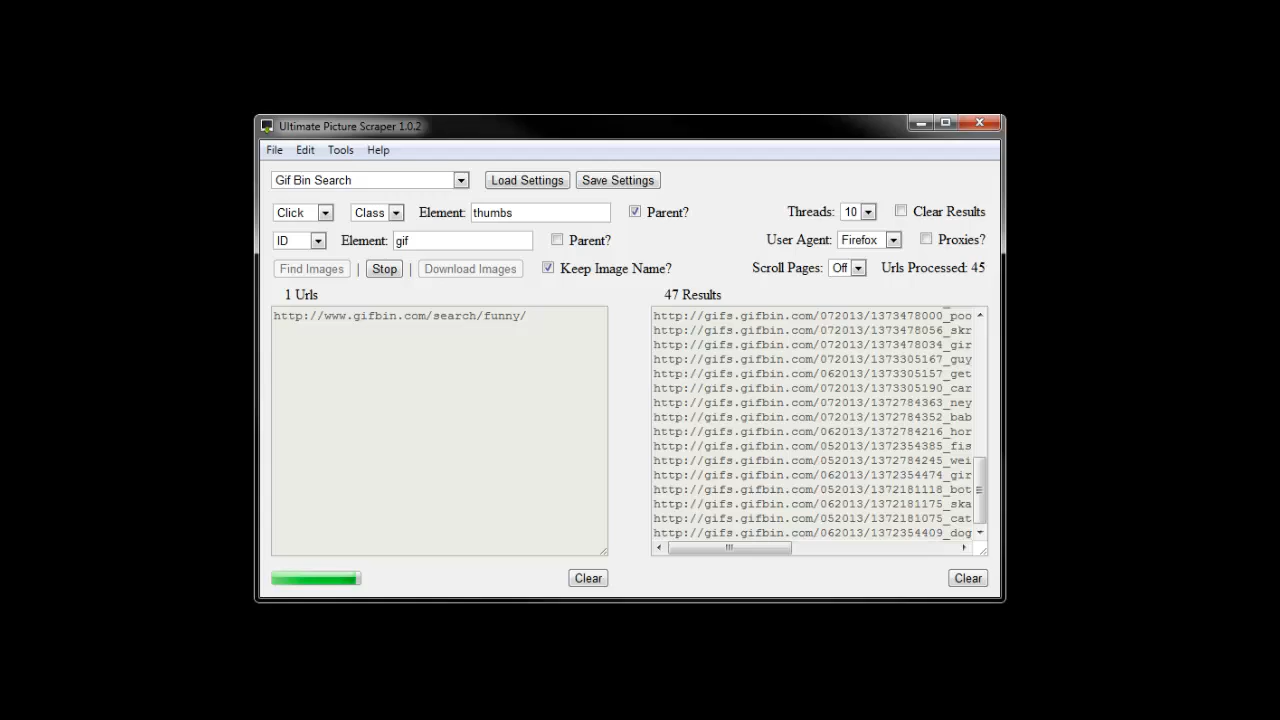 Ultimate Picture Scraper 1.0.2
File Edit Tools Help
Gif Bin Search Load Settings Save Settings
Click Class Element: thumbs Parent? Threads: 10 Clear Results
ID Element: gif Parent? User Agent: Firefox Proxies?
Find Images | Stop | Download Images Keep Image Name? Scroll Pages: Off Urls Processed: 45
1 Urls 47 Results
http://www.gifbin.com/search/funny/
http://gifs.gifbin.com/072013/1373478000_poo
http://gifs.gifbin.com/072013/1373478056_skr
http://gifs.gifbin.com/072013/1373478034_gir
http://gifs.gifbin.com/072013/1373305167_guy
http://gifs.gifbin.com/062013/1373305157_get
http://gifs.gifbin.com/072013/1373305190_car
http://gifs.gifbin.com/072013/1372784363_ney
http://gifs.gifbin.com/072013/1372784352_bab
http://gifs.gifbin.com/062013/1372784216_hor
http://gifs.gifbin.com/052013/1372354385_fis
http://gifs.gifbin.com/052013/1372784245_wei
http://gifs.gifbin.com/062013/1372354474_gir
http://gifs.gifbin.com/052013/1372181118_bot
http://gifs.gifbin.com/062013/1372181175_ska
http://gifs.gifbin.com/052013/1372181075_cat
http://gifs.gifbin.com/062013/1372354409_dog
Clear Clear